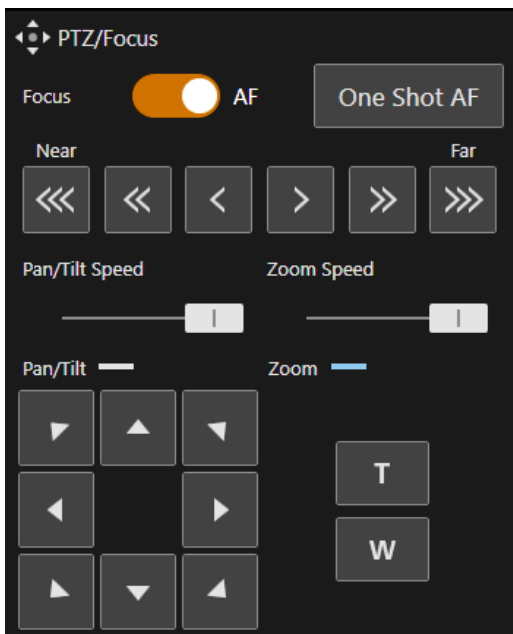 PTZ/Focus
Focus AF One Shot AF
Near Far
Pan/Tilt Speed Zoom Speed
Pan/Tilt Zoom
T
W